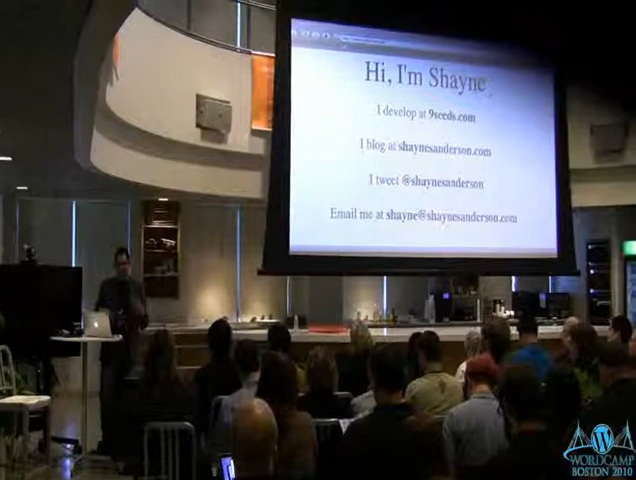 Hi, I'm Shayne
I develop at 9seeds.com
I blog at shaynesanderson.com
I tweet @shaynesanderson
Email me at shayne@shaynesanderson.com
WORDCAMP
BOSTON 2010